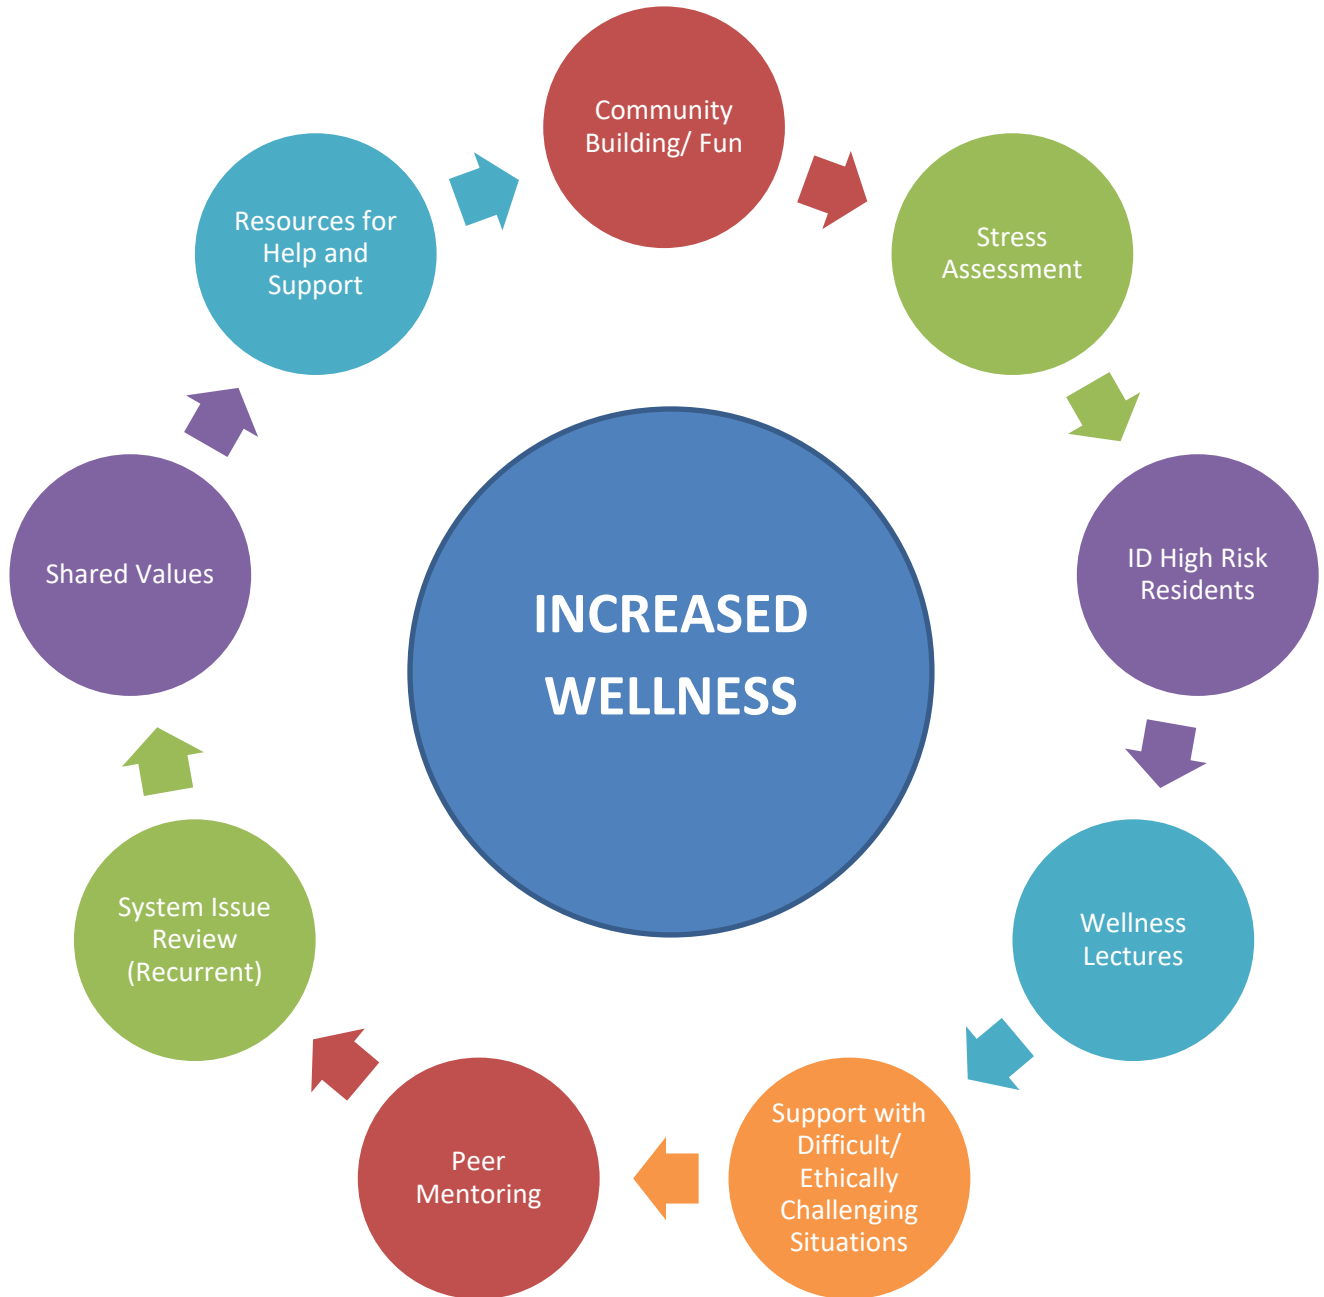 Community
Building/ Fun
Stress
Assessment
ID High Risk
Residents
Wellness
Lectures
Support with
Difficult/
Ethically
Challenging
Situations
Peer
Mentoring
System Issue
Review
(Recurrent)
Shared Values
Resources for
Help and
Support
INCREASED
WELLNESS